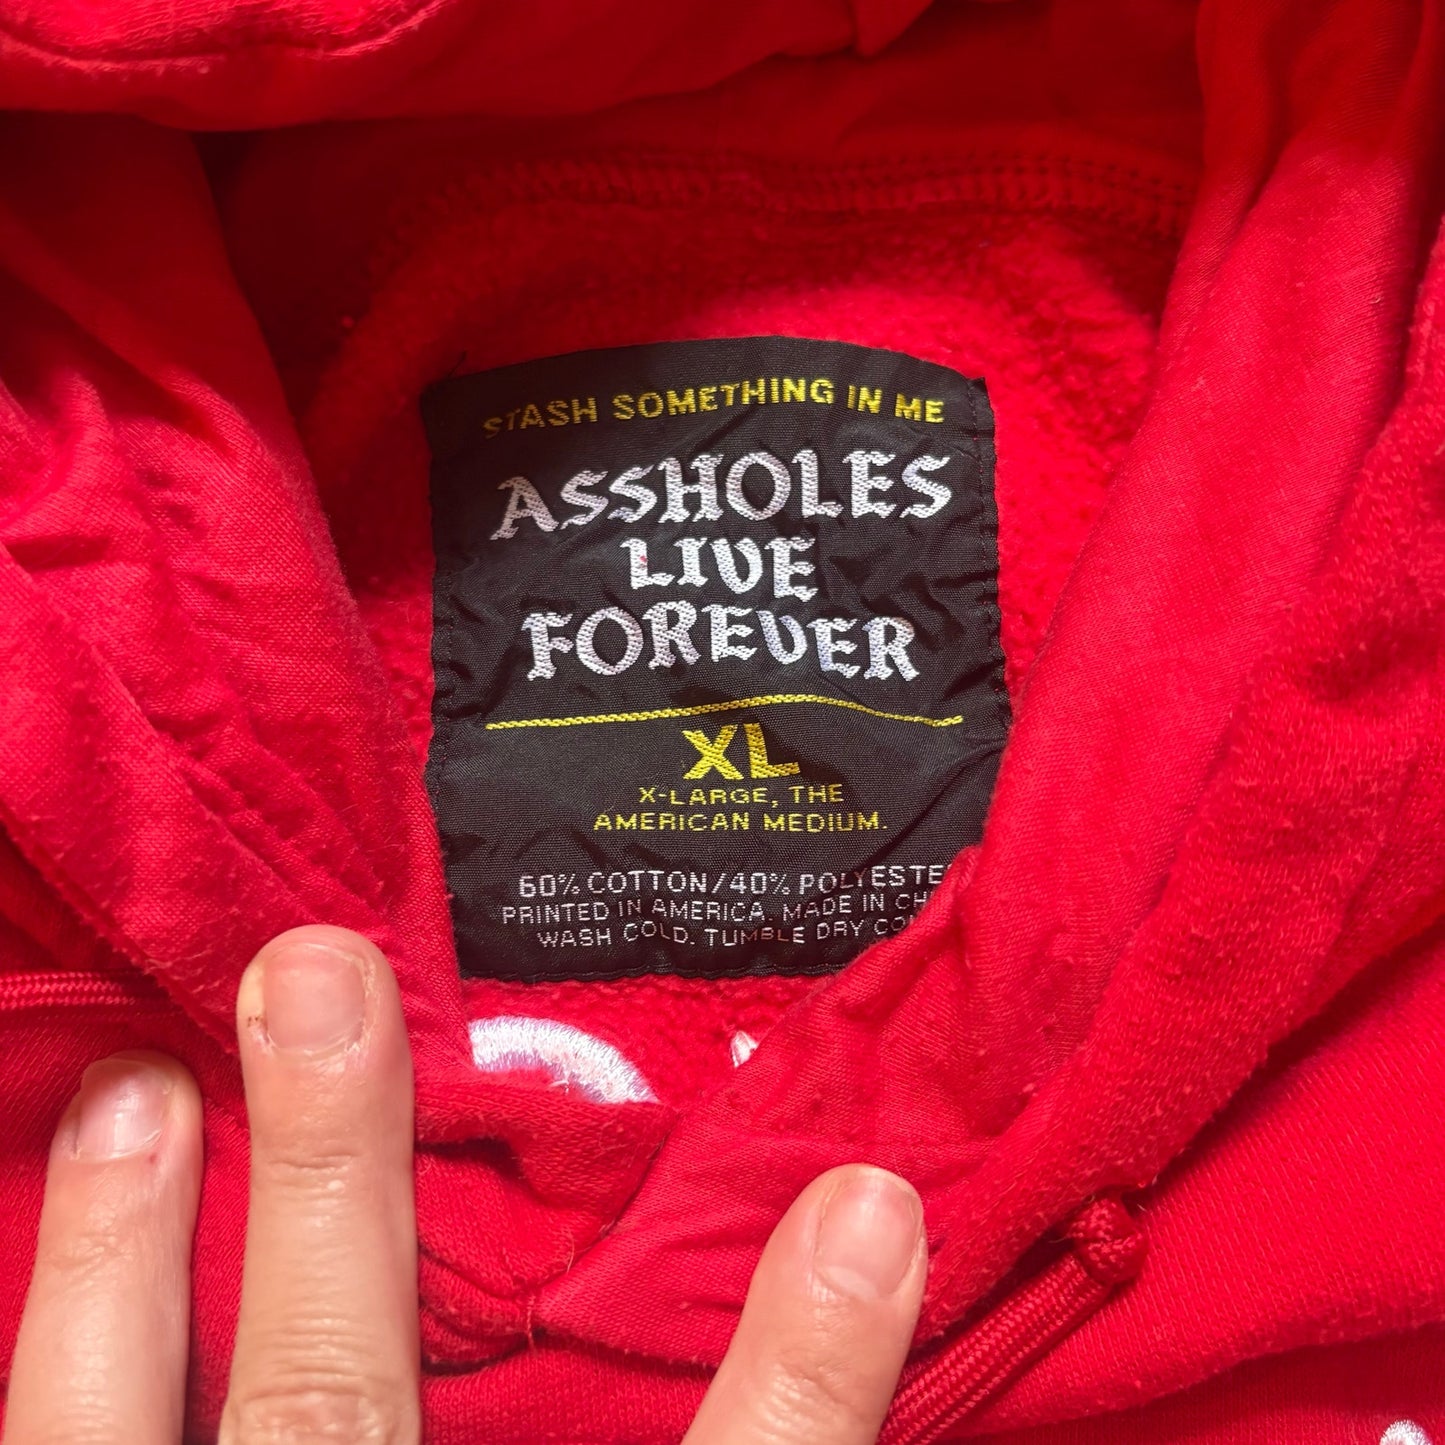 STASH SOMETHING IN ME
ASSHOLES
LIVE
FOREVER
XL
X-LARGE, THE
AMERICAN MEDIUM.
60% COTTON/40% POLYESTE
PRINTED IN AMERICA. MADE IN CH
WASH COLD. TUMBLE DRY CO